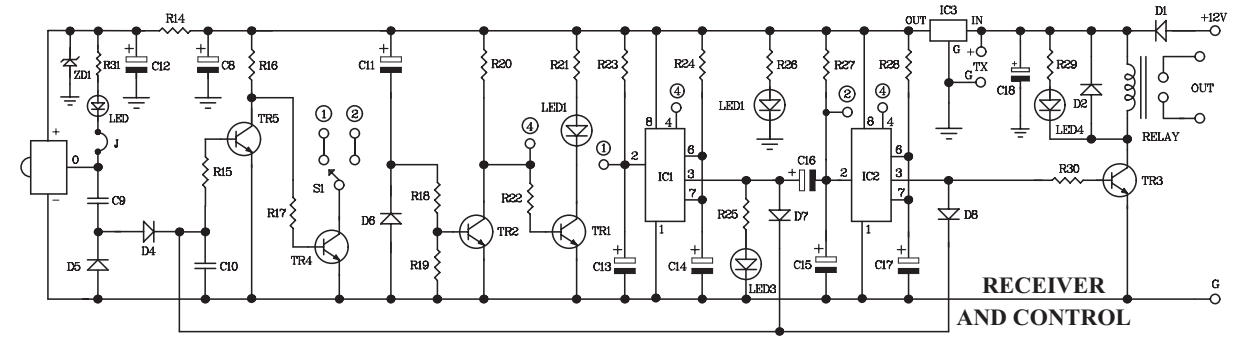 IC3
D1
R14
OUT
IN
+12V
+
G
ZD1
R31
+
C12
+
C8
R16
+
C11
R20
R21
R23
R24
R26
R27
R28
+
TX
G
+
C18
R29
D2
OUT
LED
LED1
LED1
LED4
RELAY
J
TR5
1
2
4
4
2
4
8
4
8
4
+
O
-
R15
S1
1
2
6
3
7
IC1
C16
+
2
6
3
7
IC2
R30
TR3
C9
R17
D6
R18
R22
R25
D7
D8
D5
D4
C10
TR4
R19
TR2
TR1
+
C13
1
+
C14
LED3
+
C15
1
+
C17
RECEIVER
AND CONTROL
G